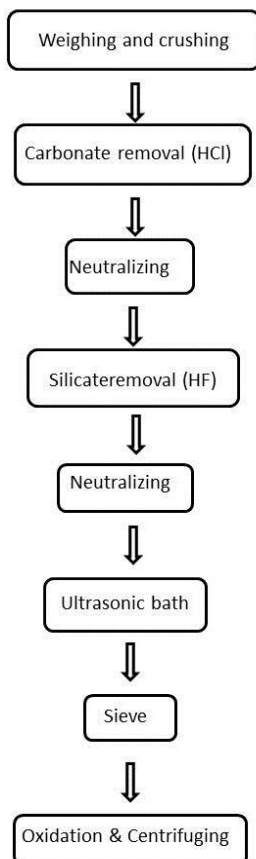 Weighing and crushing
Carbonate removal (HCl)
Neutralizing
Silicateremoval (HF)
Neutralizing
Ultrasonic bath
Sieve
Oxidation & Centrifuging